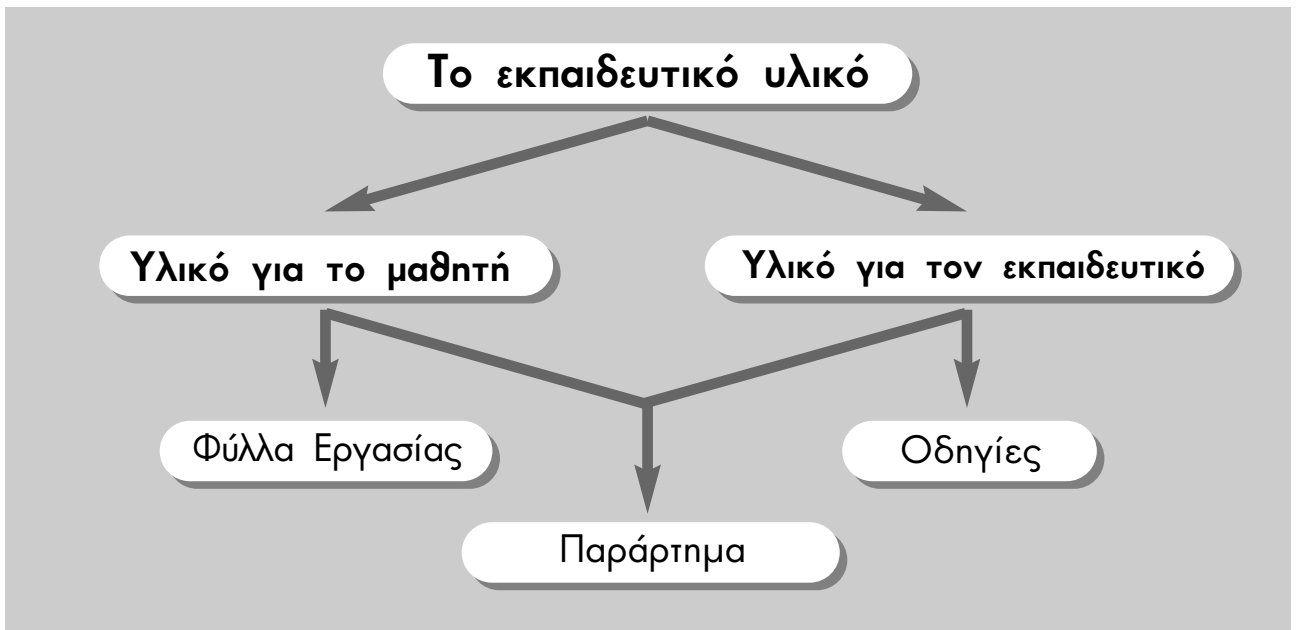 Το εκπαιδευτικό υλικό
Υλικό για το μαθητή
Υλικό για τον εκπαιδευτικό
Φύλλα Εργασίας
Οδηγίες
Παράρτημα